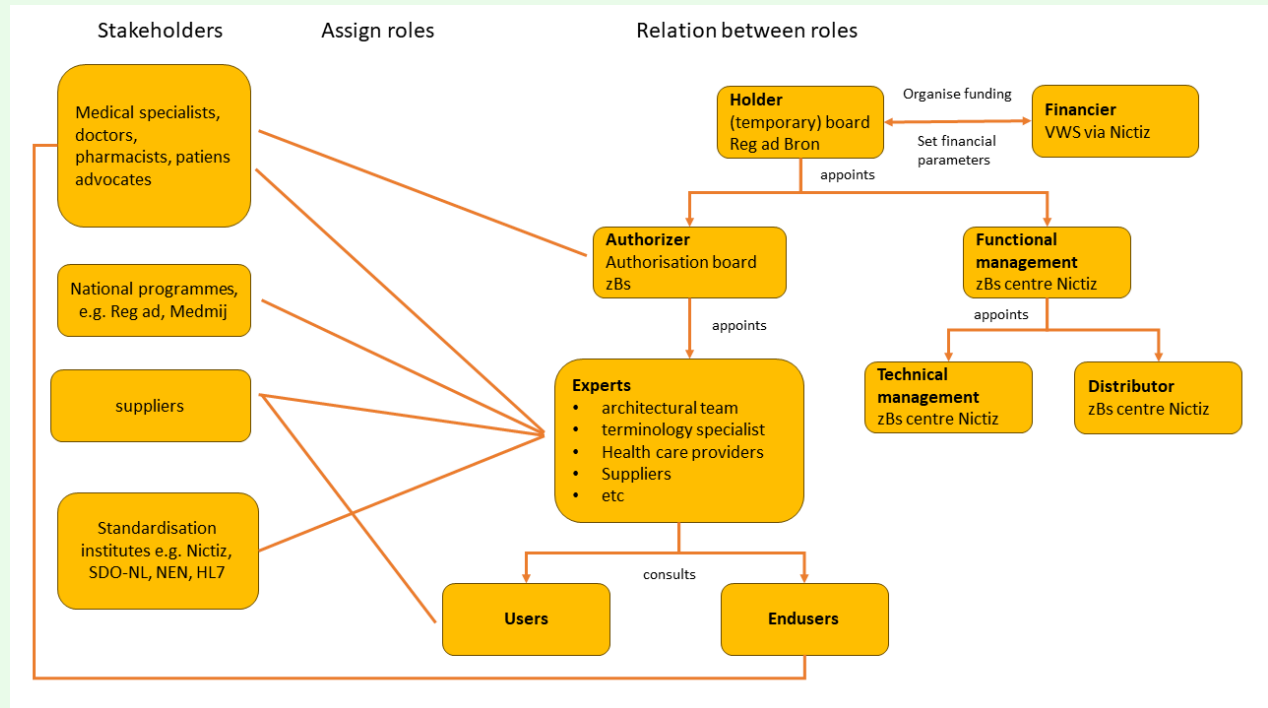 Stakeholders
Assign roles
Relation between roles
Medical specialists,
doctors,
pharmacists, patiens
advocates
National programmes,
e.g. Reg ad, Medmij
suppliers
Standardisation
institutes e.g. Nictiz,
SDO-NL, NEN, HL7
Holder
(temporary) board
Reg ad Bron
Organise funding
Set financial
parameters
Financier
VWS via Nictiz
appoints
Authorizer
Authorisation board
zBs
Functional
management
zBs centre Nictiz
appoints
appoints
Experts
• architectural team
• terminology specialist
• Health care providers
• Suppliers
• etc
Technical
management
zBs centre Nictiz
Distributor
zBs centre Nictiz
consults
Users
Endusers